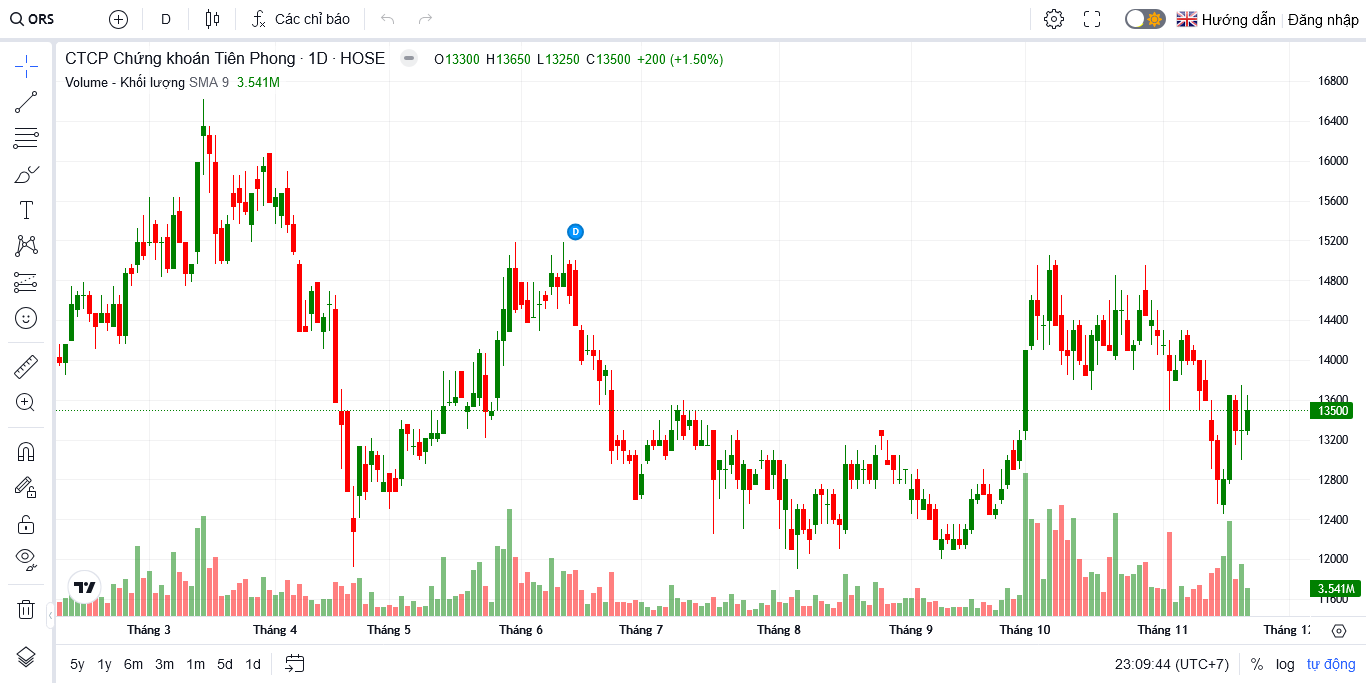 ORS D Các chỉ báo Hướng dẫn Đăng nhập
CTCP Chứng khoán Tiên Phong · 1D · HOSE O13300 H13650 L13250 C13500 +200 (+1.50%)
Volume - Khối lượng SMA 9 3.541M
16800
16400
16000
15600
15200
D
14800
14400
14000
13600
13500
13200
12800
12400
12000
3.541M
11600
Tháng 3 Tháng 4 Tháng 5 Tháng 6 Tháng 7 Tháng 8 Tháng 9 Tháng 10 Tháng 11 Tháng 12
5y 1y 6m 3m 1m 5d 1d 23:09:44 (UTC+7) % log tự động